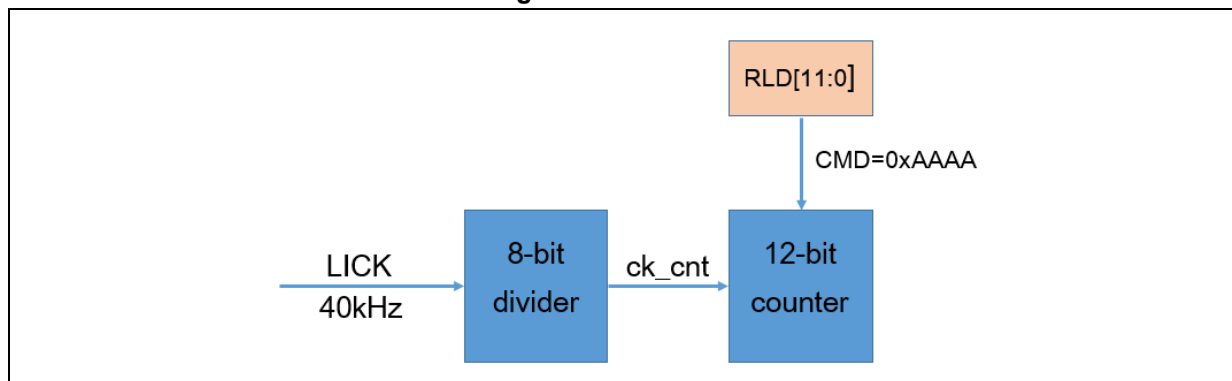 g
RLD[11:0]
CMD=0xAAAA
LICK
40kHz
8-bit
divider
ck_cnt
12-bit
counter